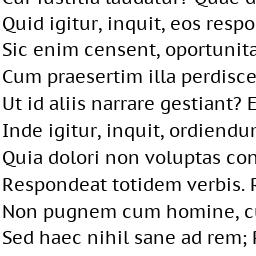 Cur iustitia laudatur? Quae d
Quid igitur, inquit, eos respo
Sic enim censent, oportunita
Cum praesertim illa perdisce
Ut id aliis narrare gestiant? E
Inde igitur, inquit, ordiendum
Quia dolori non voluptas con
Respondeat totidem verbis. R
Non pugnem cum homine, cu
Sed haec nihil sane ad rem;